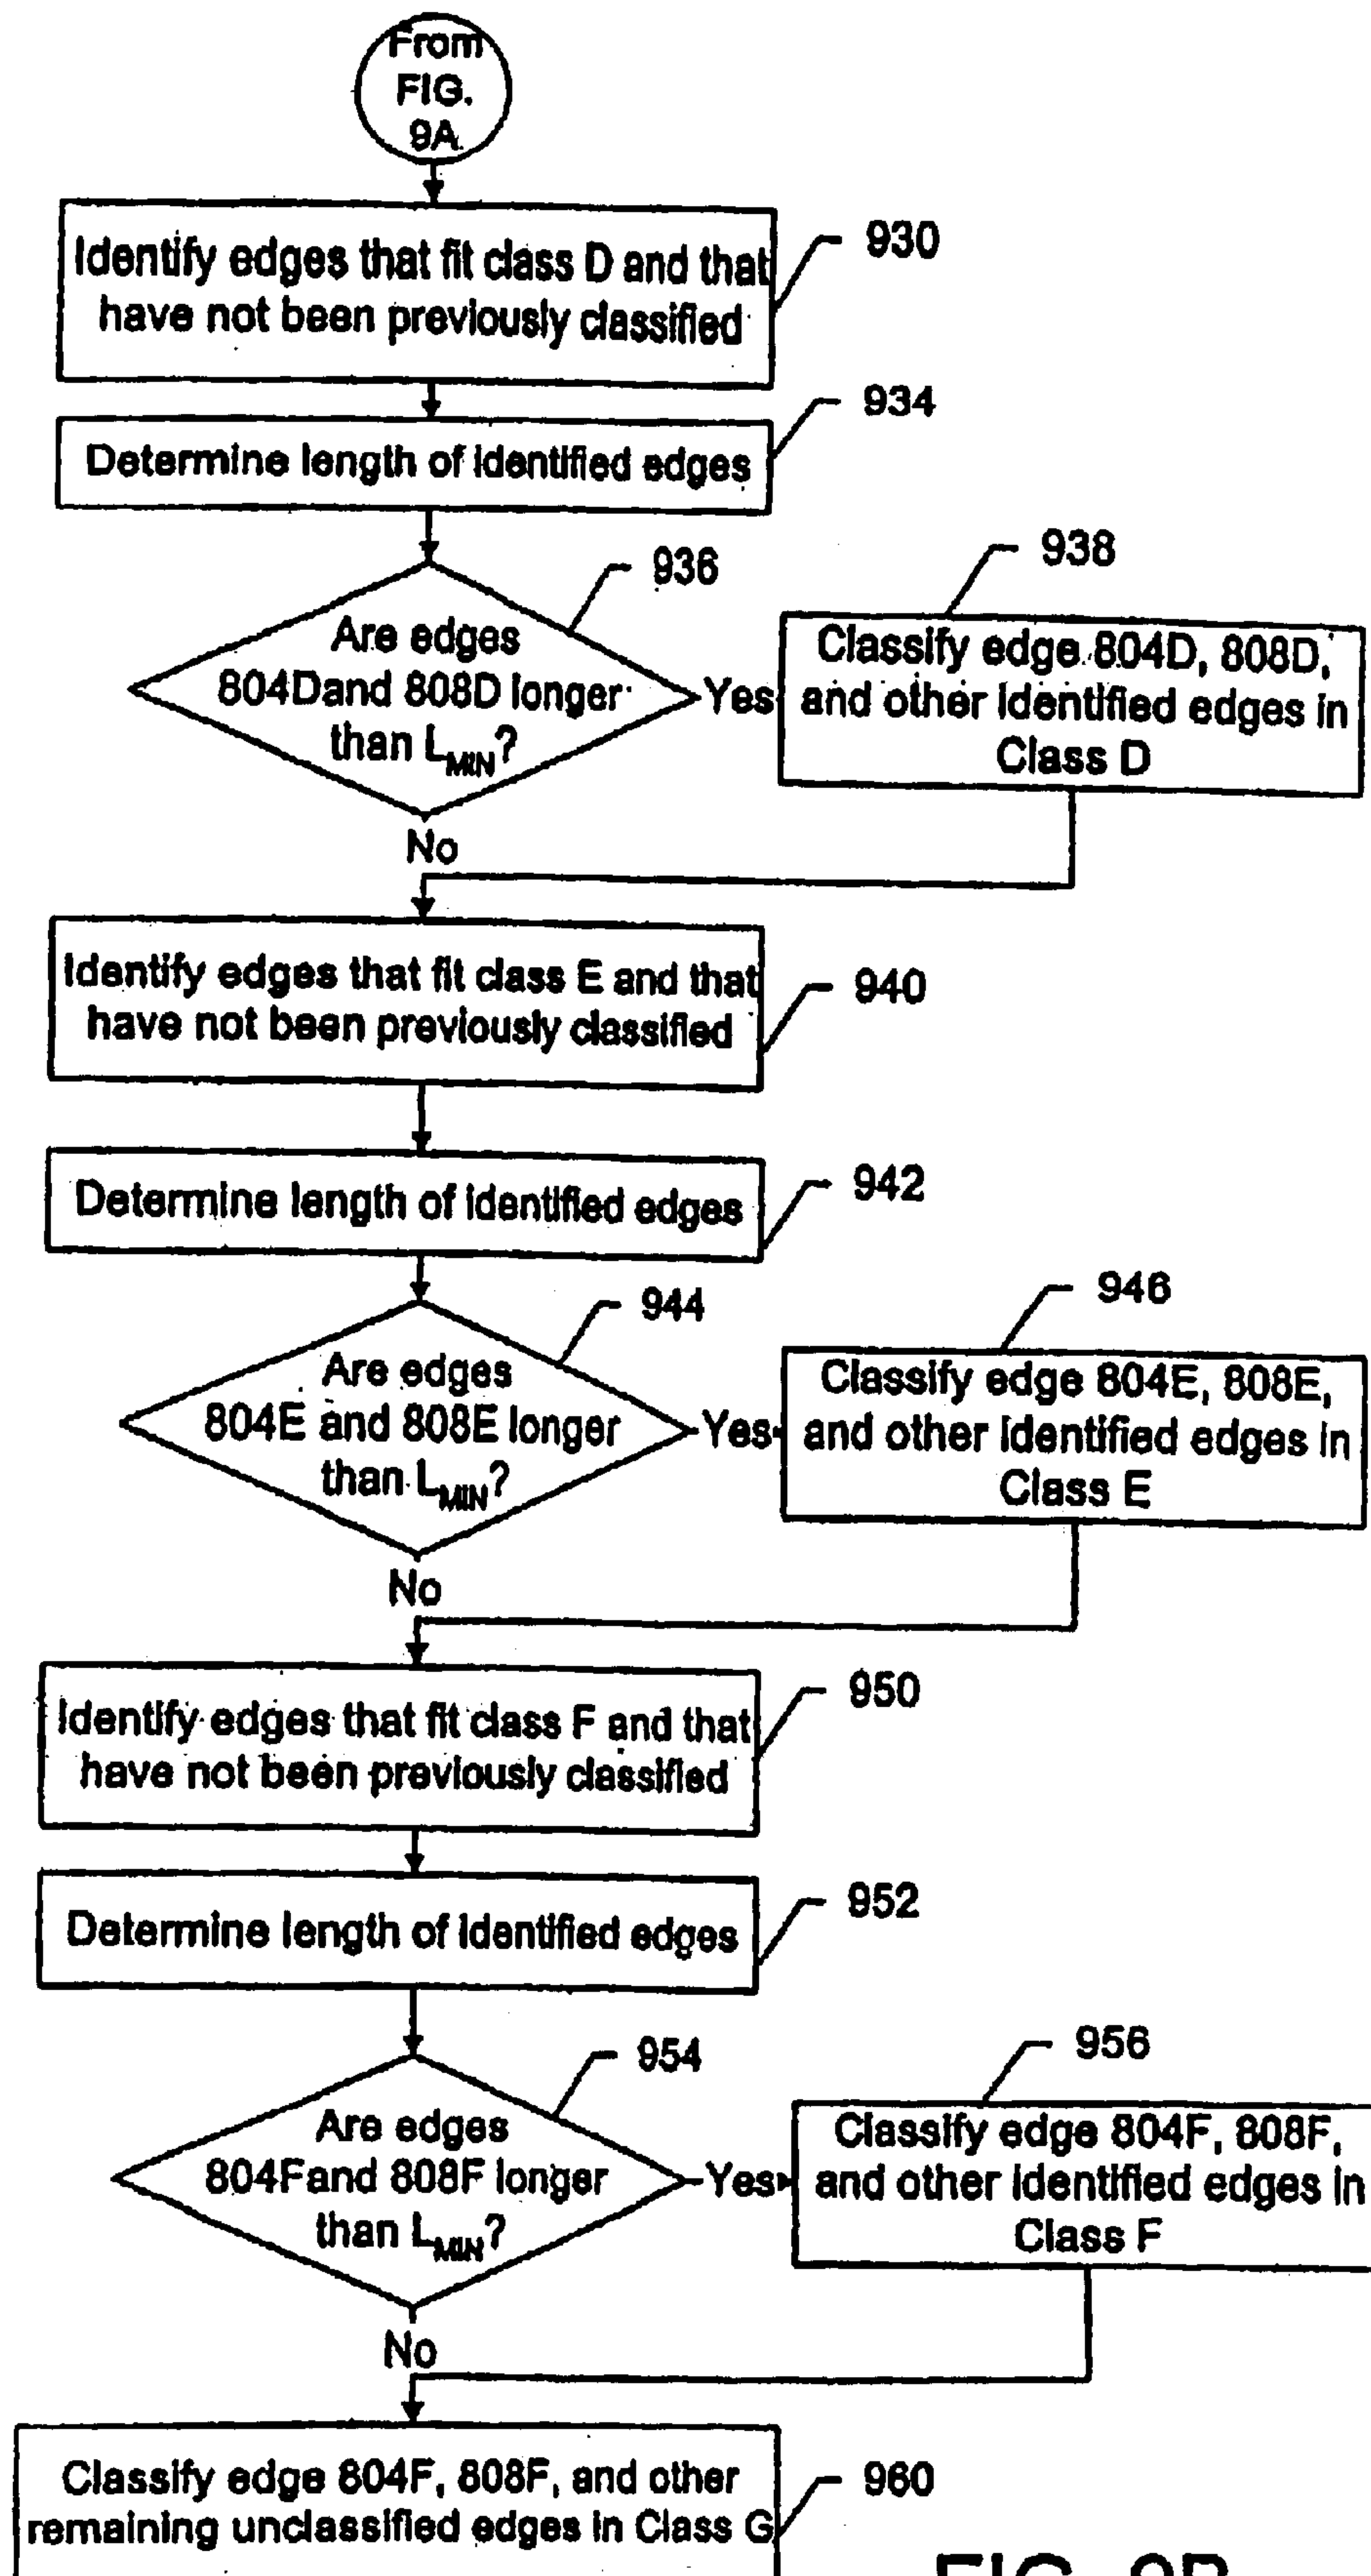 From
FIG.
9A
Identify edges that fit class D and that
have not been previously classified
930
Determine length of identified edges
934
Are edges
804Dand 808D longer
than LMIN?
936
Yes
Classify edge 804D, 808D,
and other identified edges in
Class D
938
No
Identify edges that fit class E and that
have not been previously classified
940
Determine length of identified edges
942
Are edges
804E and 808E longer
than LMIN?
944
Yes
Classify edge 804E, 808E,
and other identified edges in
Class E
946
No
Identify edges that fit class F and that
have not been previously classified
950
Determine length of identified edges
952
Are edges
804Fand 808F longer
than LMIN?
954
Yes
Classify edge 804F, 808F,
and other identified edges in
Class F
956
No
Classify edge 804F, 808F, and other
remaining unclassified edges in Class G
960
FIG. 9B